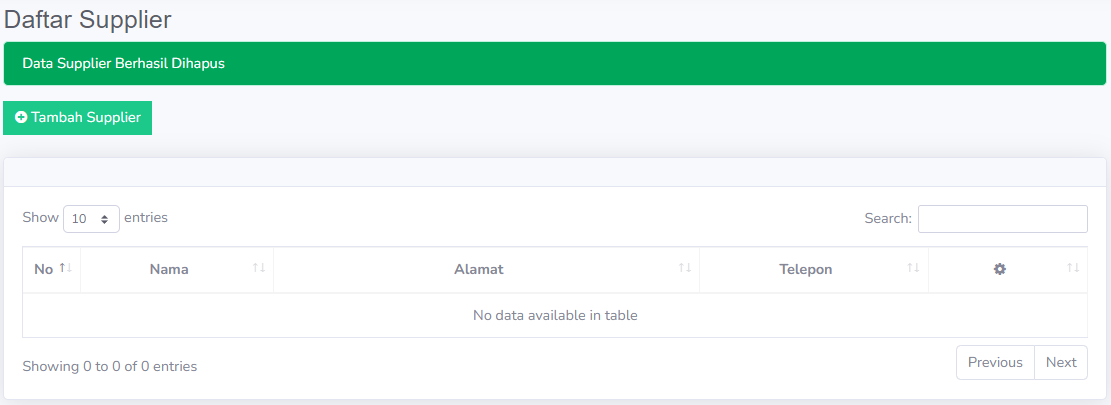 Daftar Supplier
Data Supplier Berhasil Dihapus
Tambah Supplier
Show 10 entries Search:
No Nama Alamat Telepon
No data available in table
Showing 0 to 0 of 0 entries Previous Next